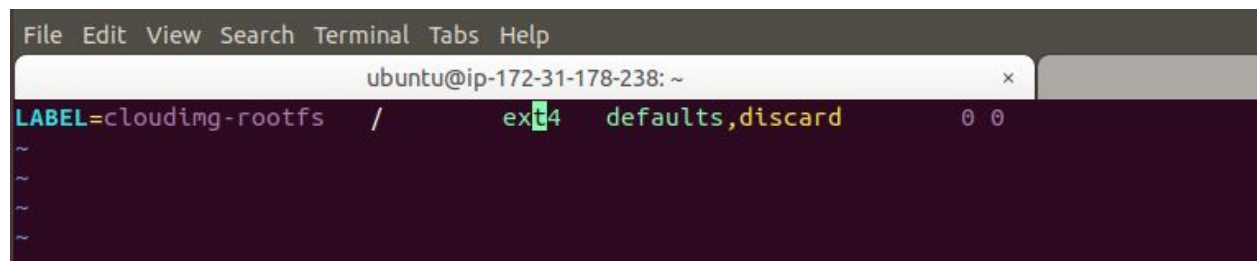 File Edit View Search Terminal Tabs Help
ubuntu@ip-172-31-178-238: ~ ×
LABEL=cloudimg-rootfs / ext4 defaults,discard 0 0
~
~
~
~